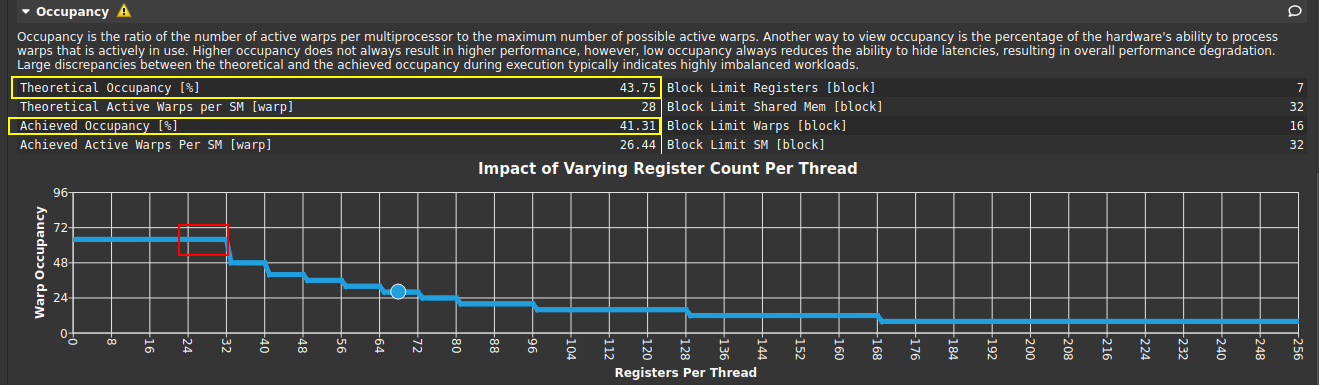 Occupancy
Occupancy is the ratio of the number of active warps per multiprocessor to the maximum number of possible active warps. Another way to view occupancy is the percentage of the hardware's ability to process
warps that is actively in use. Higher occupancy does not always result in higher performance, however, low occupancy always reduces the ability to hide latencies, resulting in overall performance degradation.
Large discrepancies between the theoretical and the achieved occupancy during execution typically indicates highly imbalanced workloads.
Theoretical Occupancy [%] 43.75 Block Limit Registers [block] 7
Theoretical Active Warps per SM [warp] 28 Block Limit Shared Mem [block] 32
Achieved Occupancy [%] 41.31 Block Limit Warps [block] 16
Achieved Active Warps Per SM [warp] 26.44 Block Limit SM [block] 32
Impact of Varying Register Count Per Thread
Warp Occupancy
96
72
48
24
0
0 8 16 24 32 40 48 56 64 72 80 88 96 104 112 120 128 136 144 152 160 168 176 184 192 200 208 216 224 232 240 248 256
Registers Per Thread